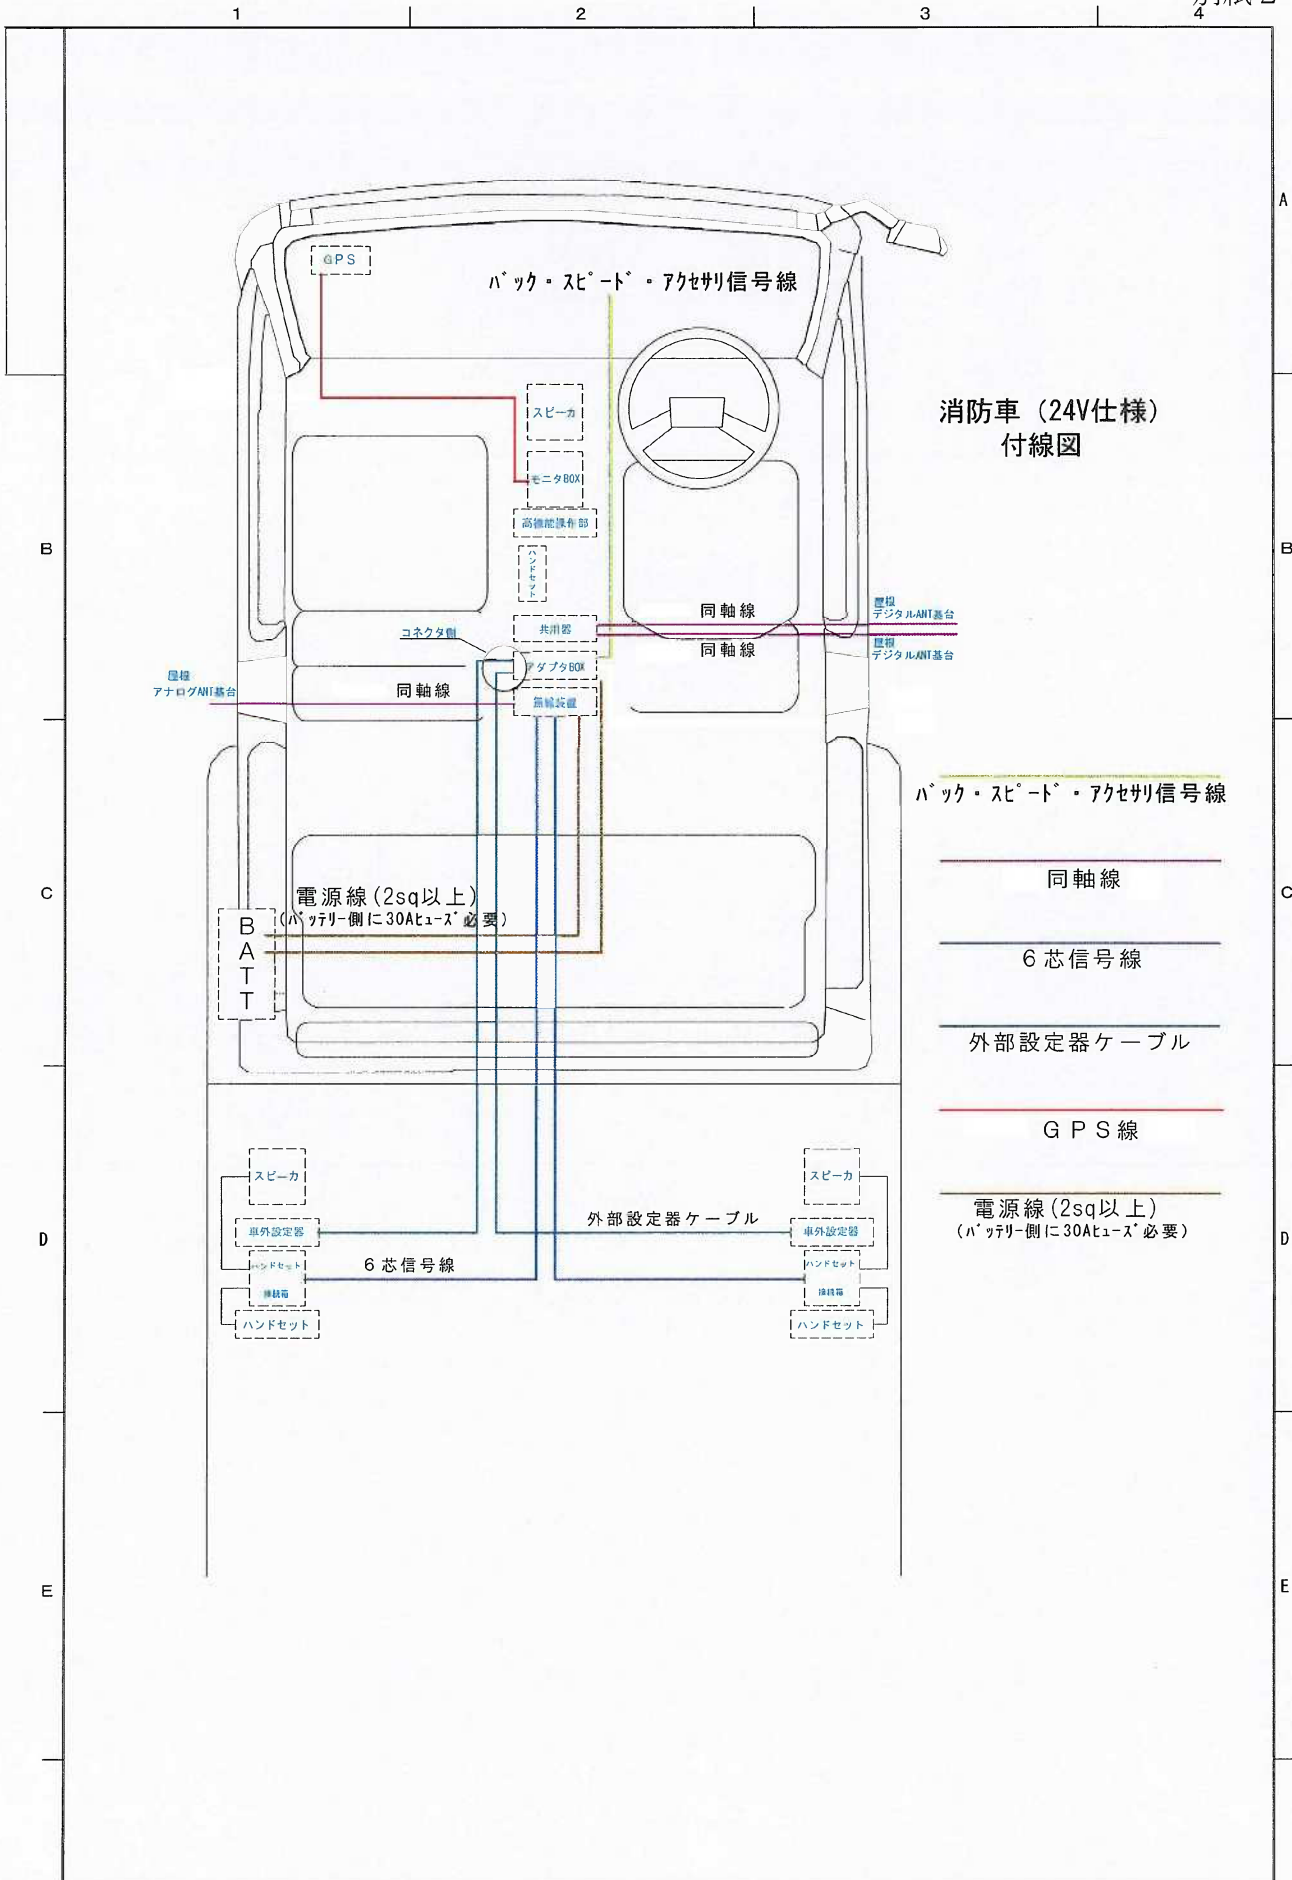 1
2
3
4
A
GPS
バック・スピード・アクセサリ信号線
スピーカ
消防車（24V仕様）
付線図
モニタBOX
高機能操作部
B
B
ハンドセット
同軸線
屋根
デジタルANT基台
コネクタ側
共用器
同軸線
屋根
デジタルANT基台
アダプタBOX
屋根
アナログANT基台
同軸線
無線装置
バック・スピード・アクセサリ信号線
同軸線
C
C
電源線(2sq以上)
(バッテリー側に30Aヒューズ必要)
BATT
6芯信号線
外部設定器ケーブル
GPS線
スピーカ
スピーカ
電源線(2sq以上)
(バッテリー側に30Aヒューズ必要)
外部設定器ケーブル
D
D
車外設定器
車外設定器
6芯信号線
ハンドセット
接続箱
ハンドセット
接続箱
ハンドセット
ハンドセット
E
E